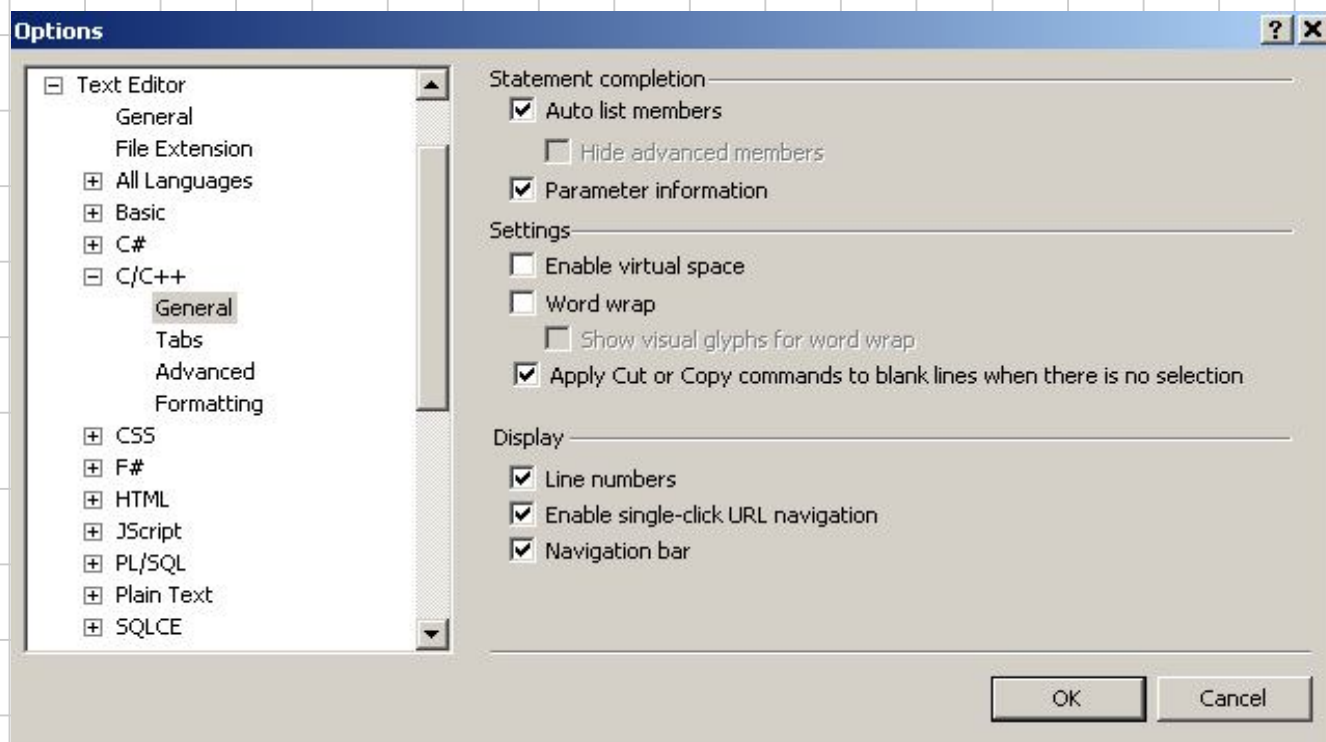 Options
Text Editor
General
File Extension
All Languages
Basic
C#
C/C++
General
Tabs
Advanced
Formatting
CSS
F#
HTML
JScript
PL/SQL
Plain Text
SQLCE
Statement completion
Auto list members
Hide advanced members
Parameter information
Settings
Enable virtual space
Word wrap
Show visual glyphs for word wrap
Apply Cut or Copy commands to blank lines when there is no selection
Display
Line numbers
Enable single-click URL navigation
Navigation bar
OK
Cancel